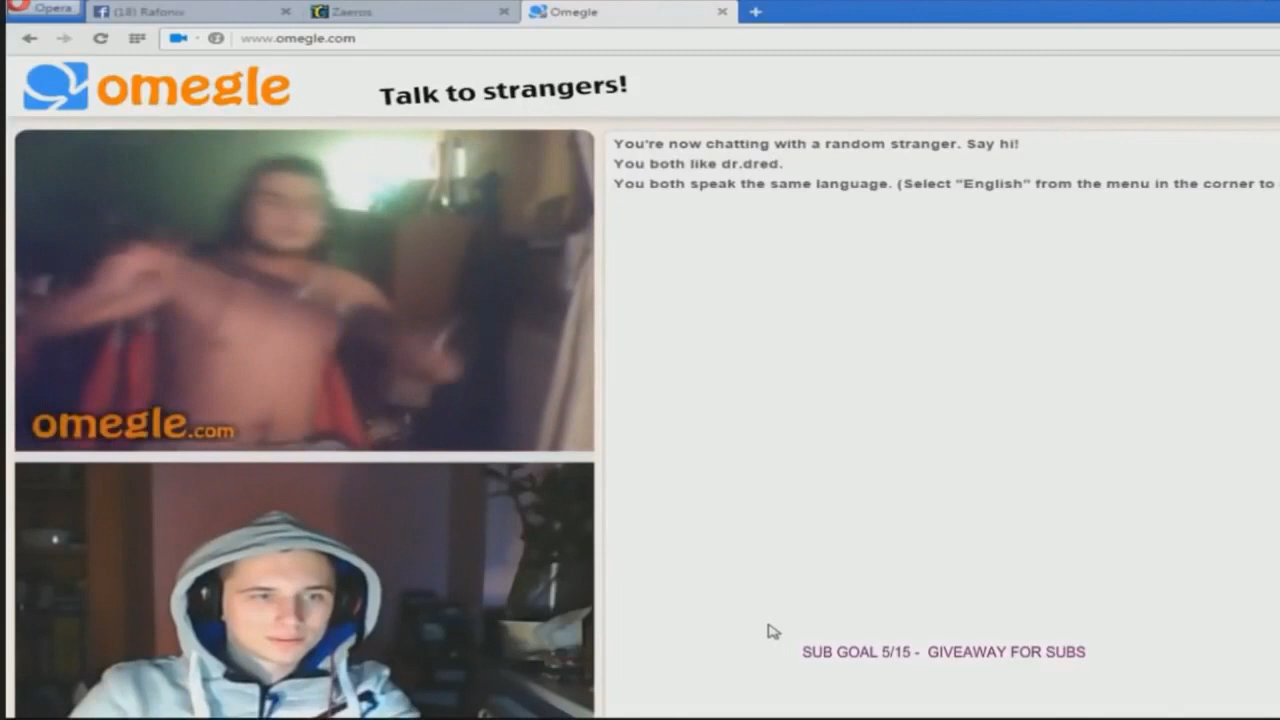 Opera
(18) Rafonix
Zaeros
Omegle
www.omegle.com
omegle
Talk to strangers!
You're now chatting with a random stranger. Say hi!
You both like dr.dred.
You both speak the same language. (Select "English" from the menu in the corner to
omegle.com
SUB GOAL 5/15 - GIVEAWAY FOR SUBS